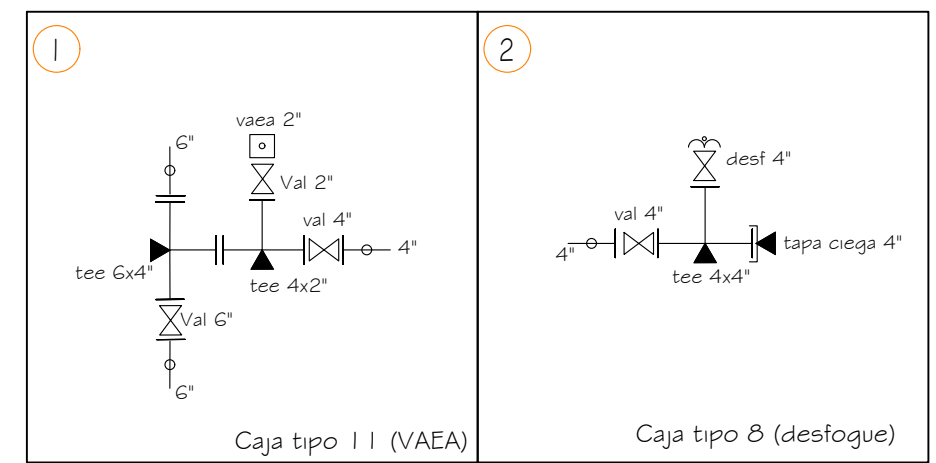 1
vaea 2"
6"
Val 2"
val 4"
4"
tee 6x4"
tee 4x2"
Val 6"
6"
Caja tipo 11 (VAEA)
2
desf 4"
val 4"
4"
tapa ciega 4"
tee 4x4"
Caja tipo 8 (desfogue)